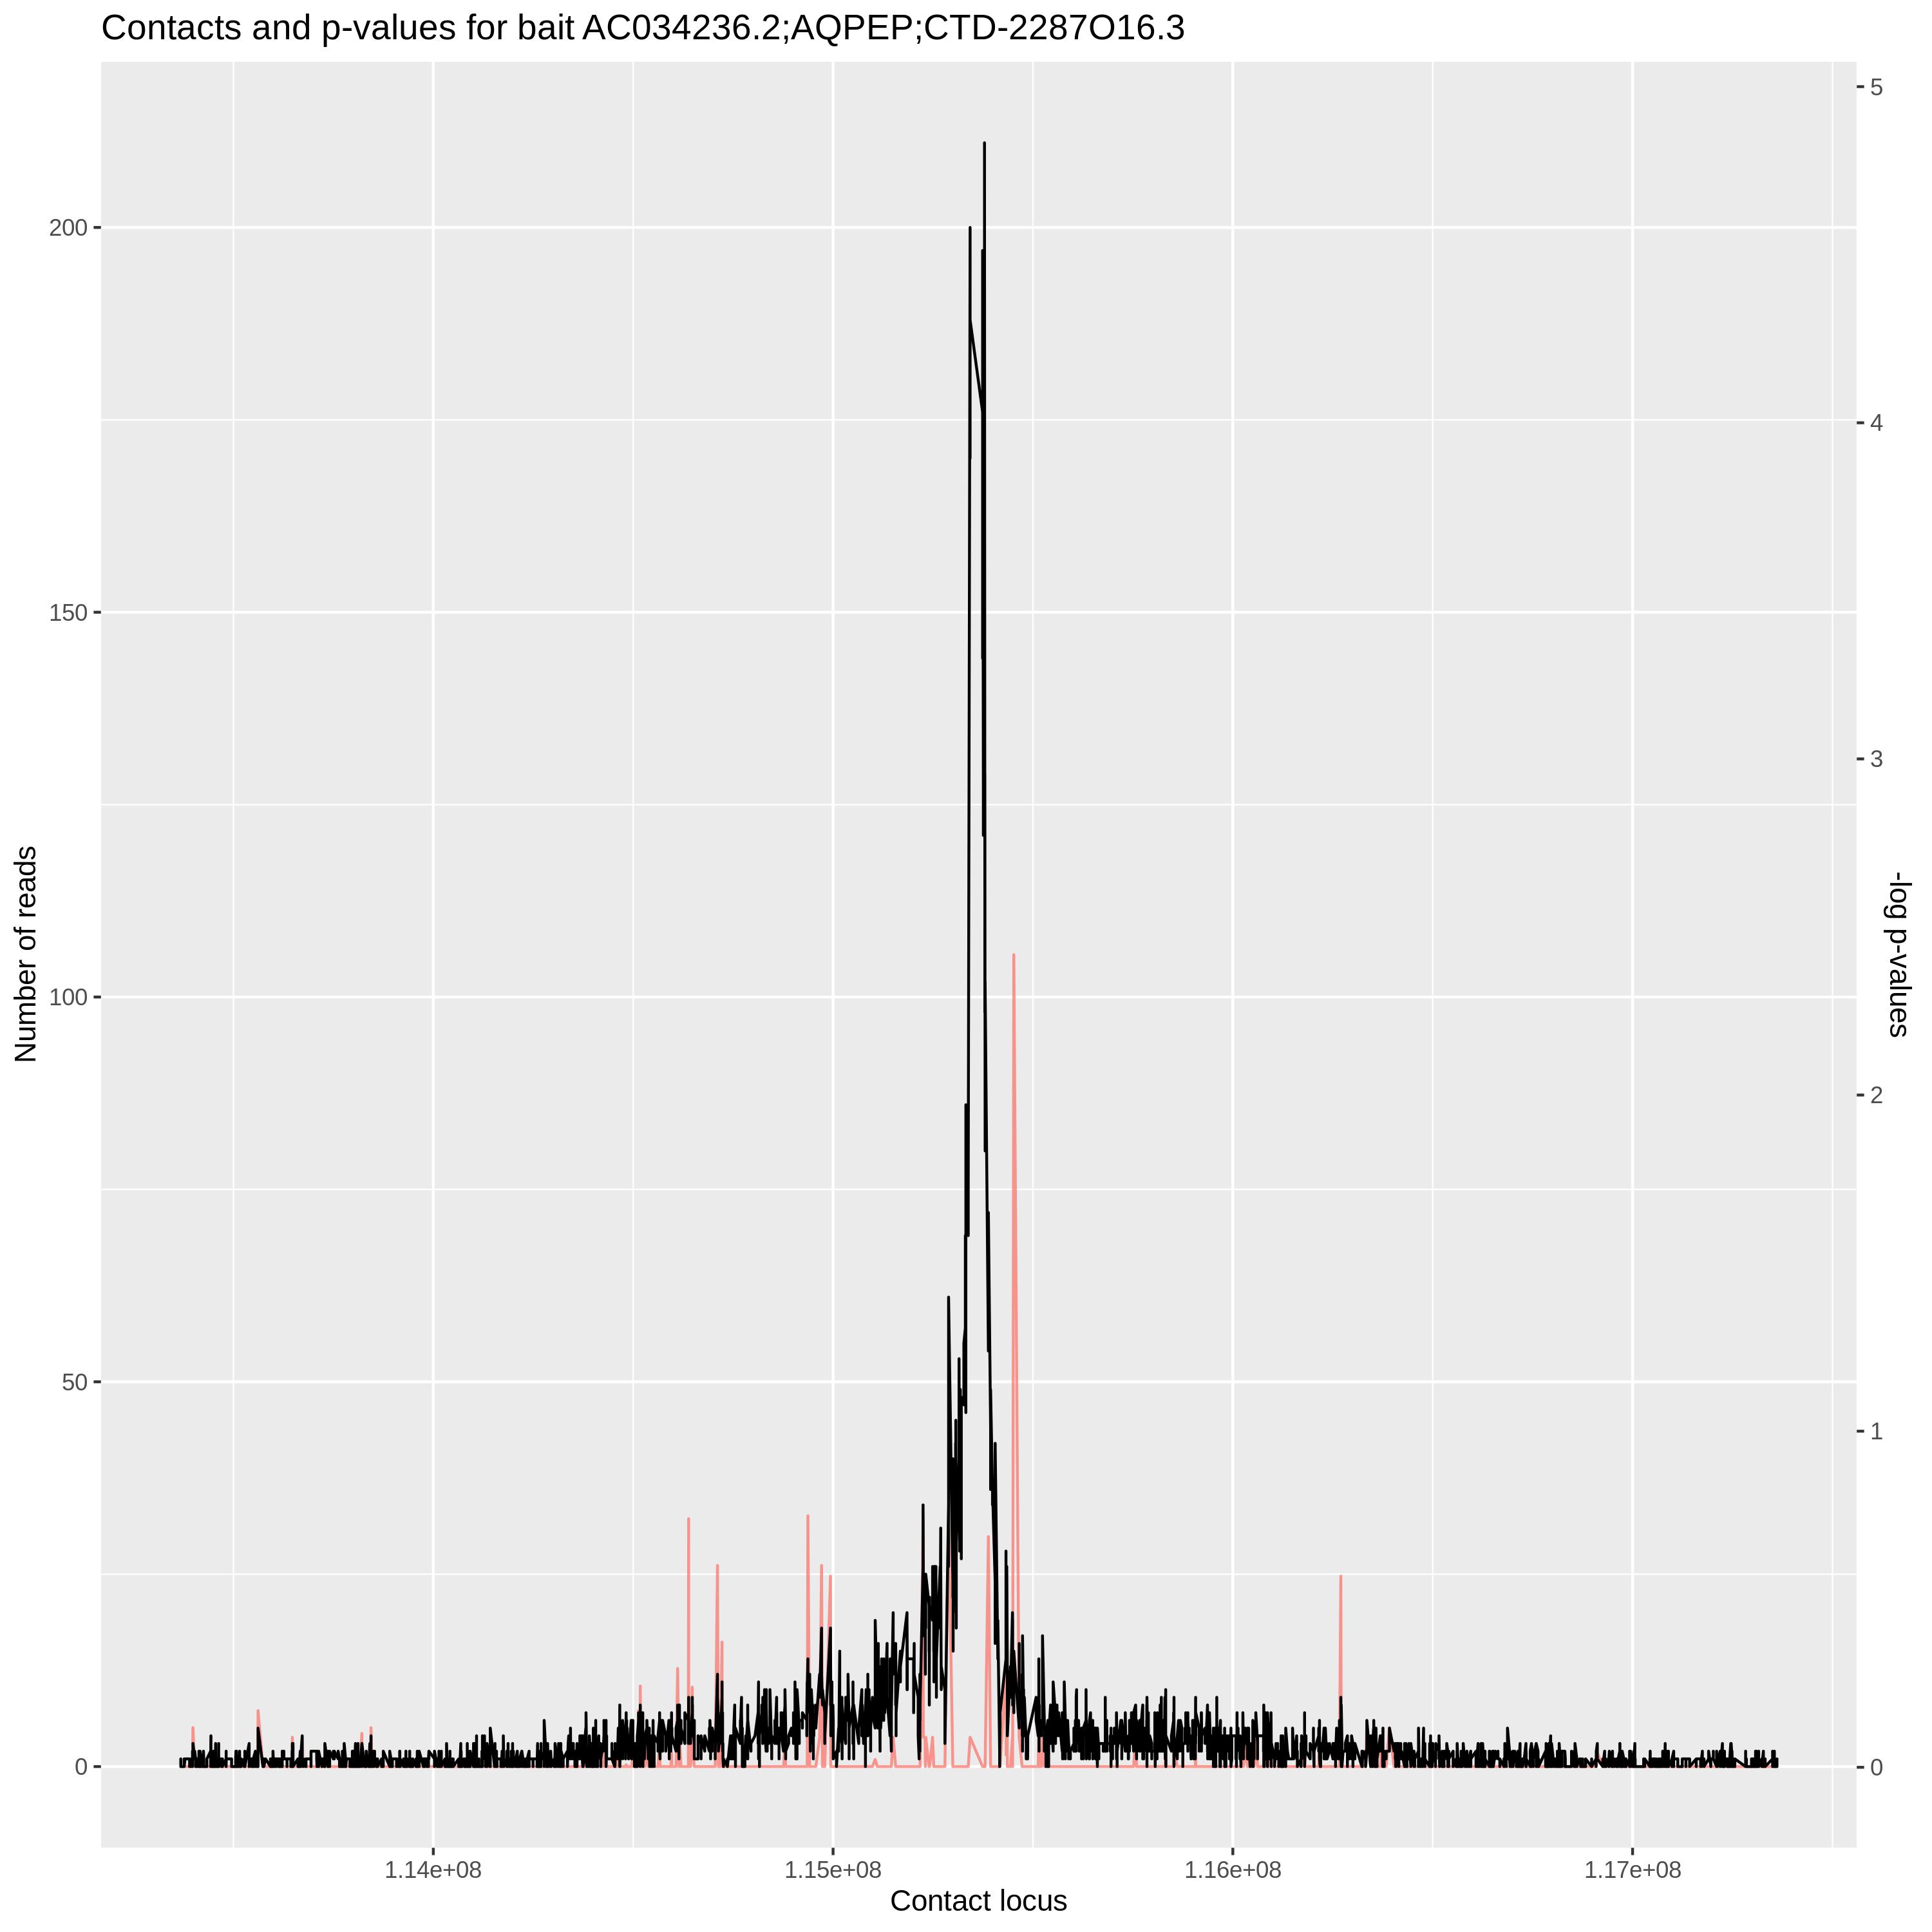 Contacts and p-values for bait AC034236.2;AQPEP;CTD-2287O16.3
Number of reads
200
150
100
50
0
5
4
3
2
1
0
-log p-values
1.14e+08 1.15e+08 1.16e+08 1.17e+08
Contact locus